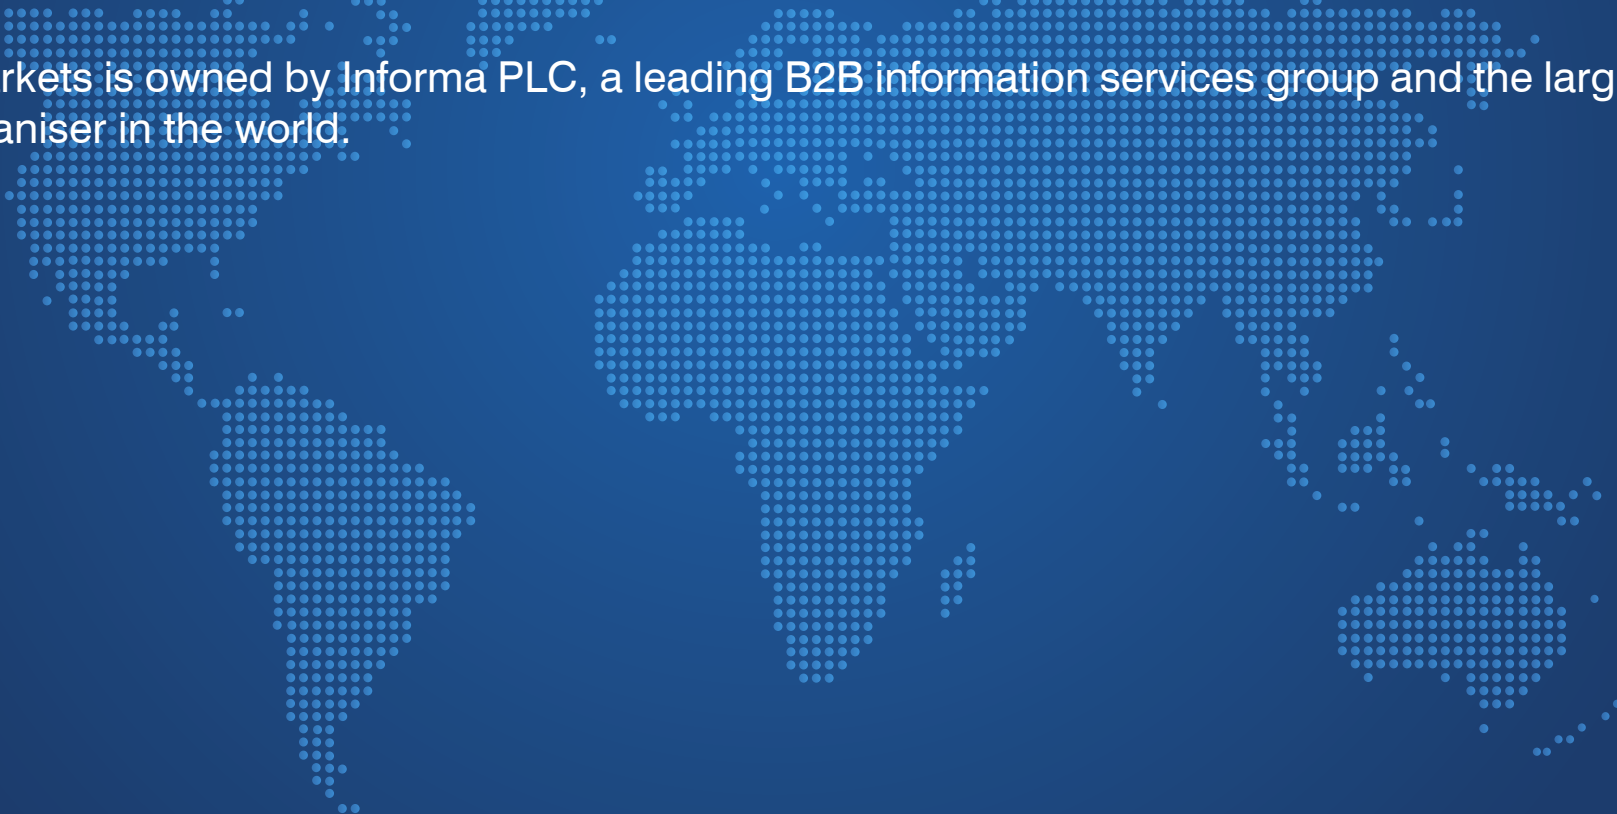 rkets is owned by Informa PLC, a leading B2B information services group and the larg
aniser in the world.